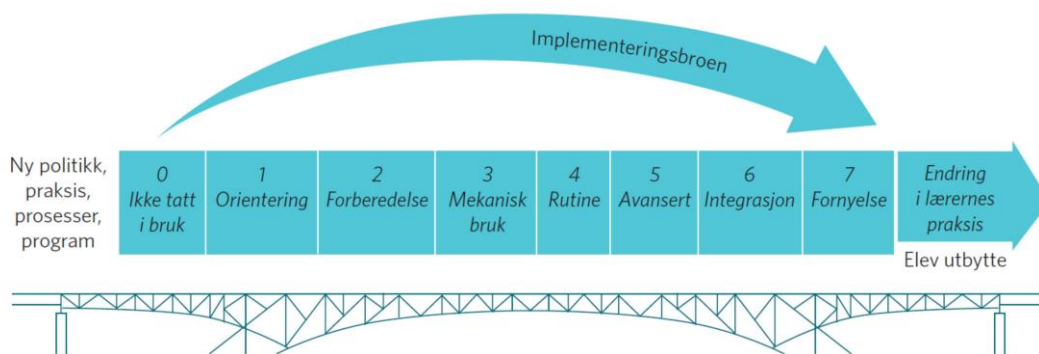 Implementeringsbroen
Ny politikk,
praksis,
prosesser,
program
0
Ikke tatt
i bruk
1
Orientering
2
Forberedelse
3
Mekanisk
bruk
4
Rutine
5
Avansert
6
Integrasjon
7
Fornyelse
Endring
i lærernes
praksis
Elev utbytte